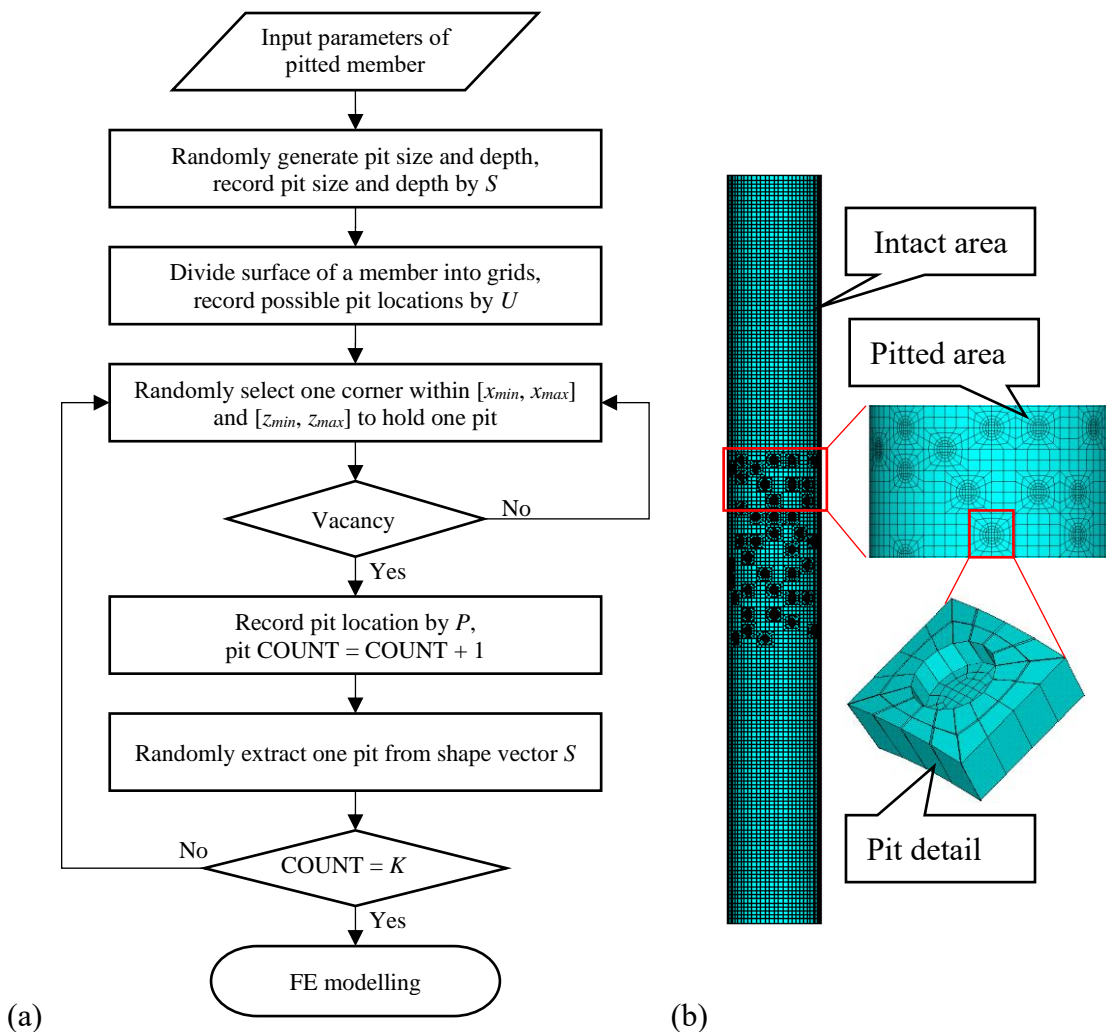 Input parameters of
pitted member
Randomly generate pit size and depth,
record pit size and depth by S
Divide surface of a member into grids,
record possible pit locations by U
Randomly select one corner within [xmin, xmax]
and [zmin, zmax] to hold one pit
Vacancy
No
Yes
Record pit location by P,
pit COUNT = COUNT + 1
Randomly extract one pit from shape vector S
No
COUNT = K
Yes
FE modelling
(a)
Intact area
Pitted area
Pit detail
(b)